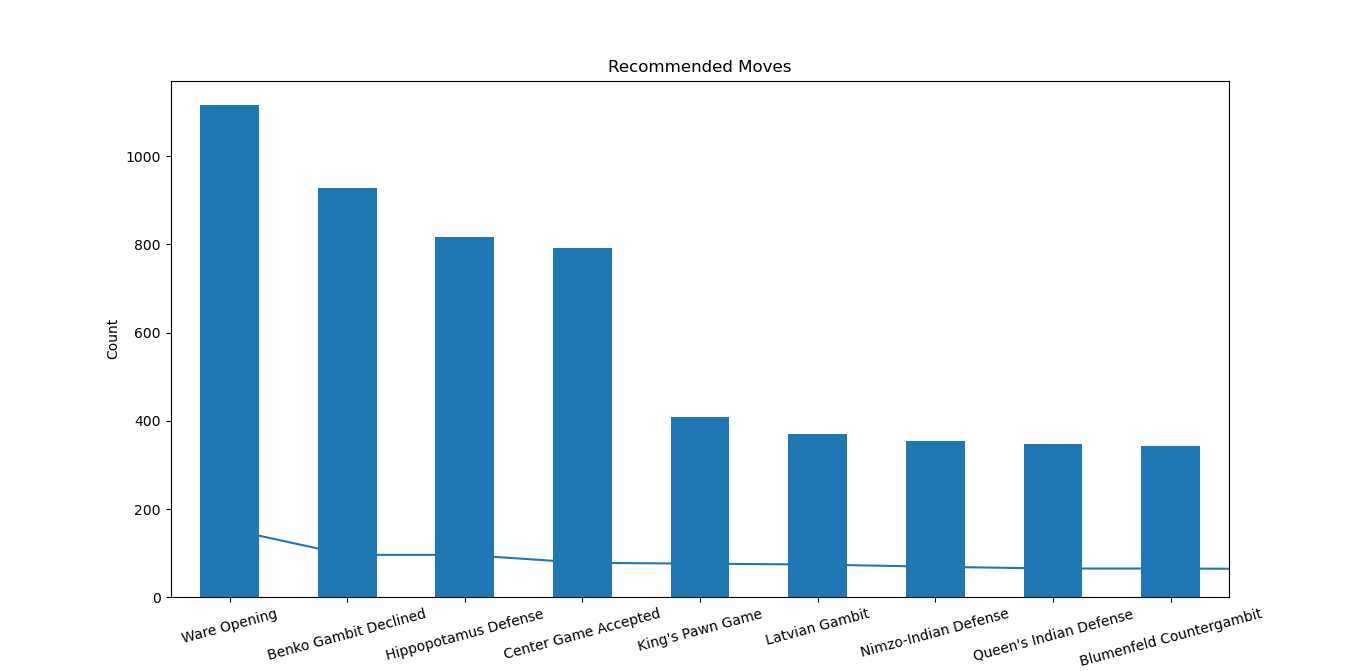 Recommended Moves
Count
1000
800
600
400
200
0
Ware Opening
Benko Gambit Declined
Hippopotamus Defense
Center Game Accepted
King's Pawn Game
Latvian Gambit
Nimzo-Indian Defense
Queen's Indian Defense
Blumenfeld Countergambit